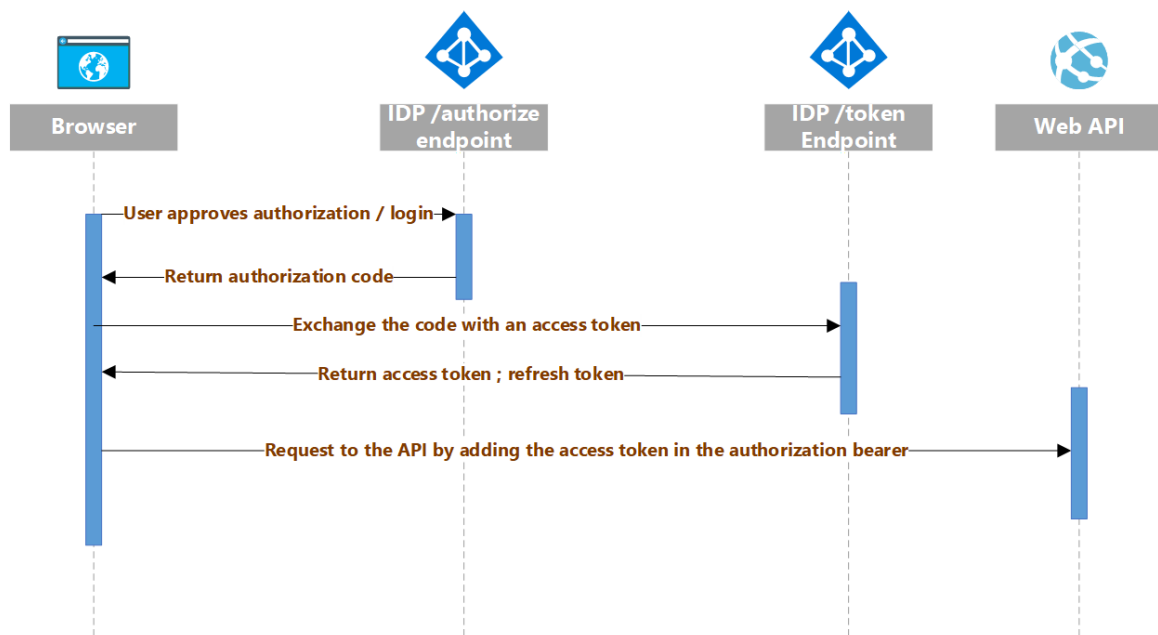 Browser
IDP /authorize
endpoint
IDP /token
Endpoint
Web API
User approves authorization / login
Return authorization code
Exchange the code with an access token
Return access token ; refresh token
Request to the API by adding the access token in the authorization bearer